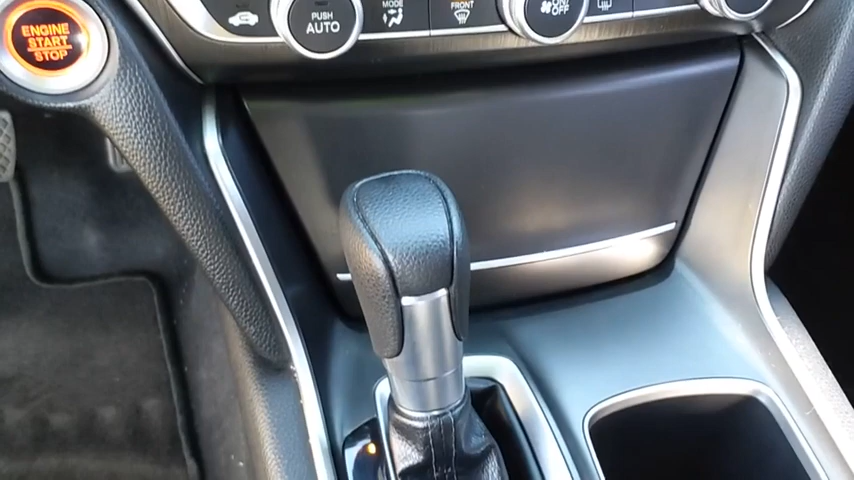 ENGINE
START
STOP
PUSH
AUTO
MODE
FRONT
OFF